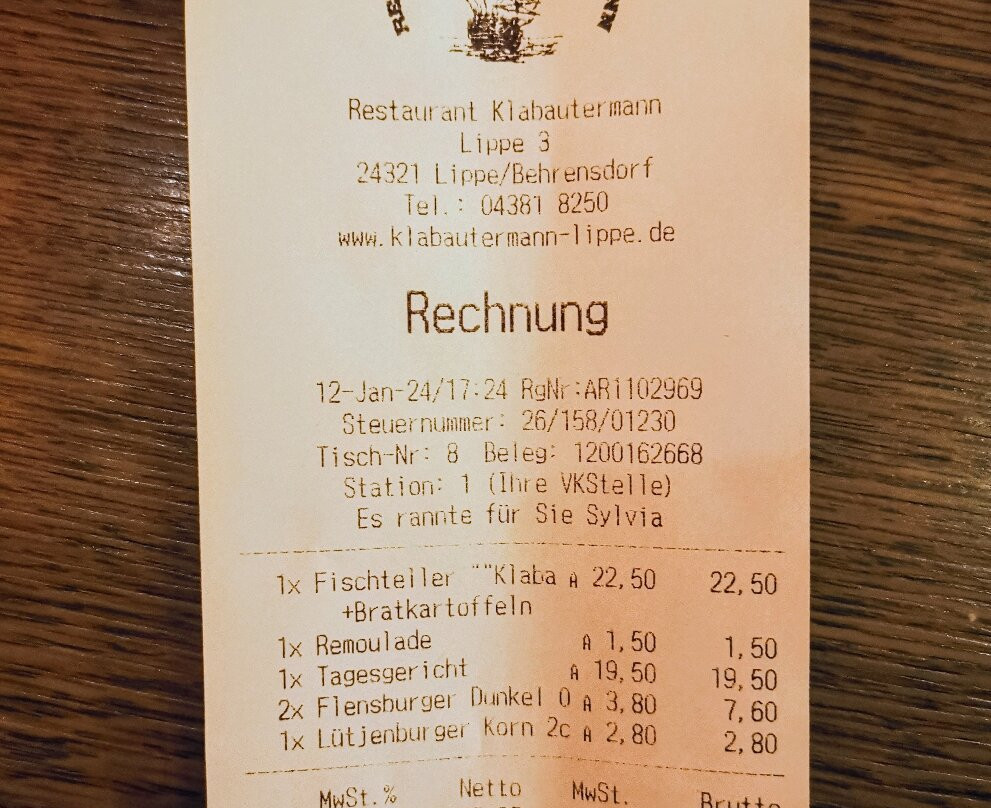 Restaurant Klabautermann
Lippe 3
24321 Lippe/Behrensdorf
Tel.: 04381 8250
www.klabautermann-lippe.de
Rechnung
12-Jan-24/17:24 RgNr:AR1102969
Steuernummer: 26/158/01230
Tisch-Nr: 8 Beleg: 1200162668
Station: 1 (Ihre VKStelle)
Es rannte für Sie Sylvia
1x Fischteller ""Klaba A 22,50 22,50
+Bratkartoffeln
1x Remoulade A 1,50 1,50
1x Tagesgericht A 19,50 19,50
2x Flensburger Dunkel 0 A 3,80 7,60
1x Lütjenburger Korn 2c A 2,80 2,80
MwSt.% Netto MwSt. Brutto